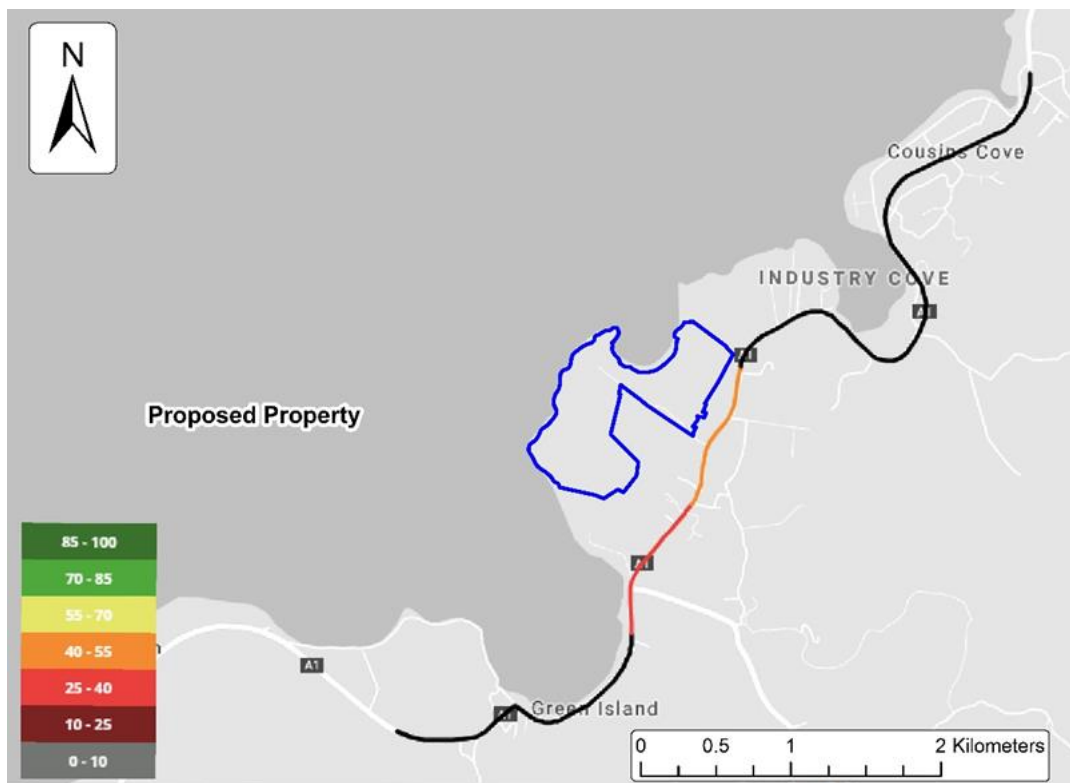 N
Cousins Cove
INDUSTRY COVE
A1
A1
Proposed Property
A1
A1
Green Island
85 - 100
70 - 85
55 - 70
40 - 55
25 - 40
10 - 25
0 - 10
0 0.5 1 2 Kilometers